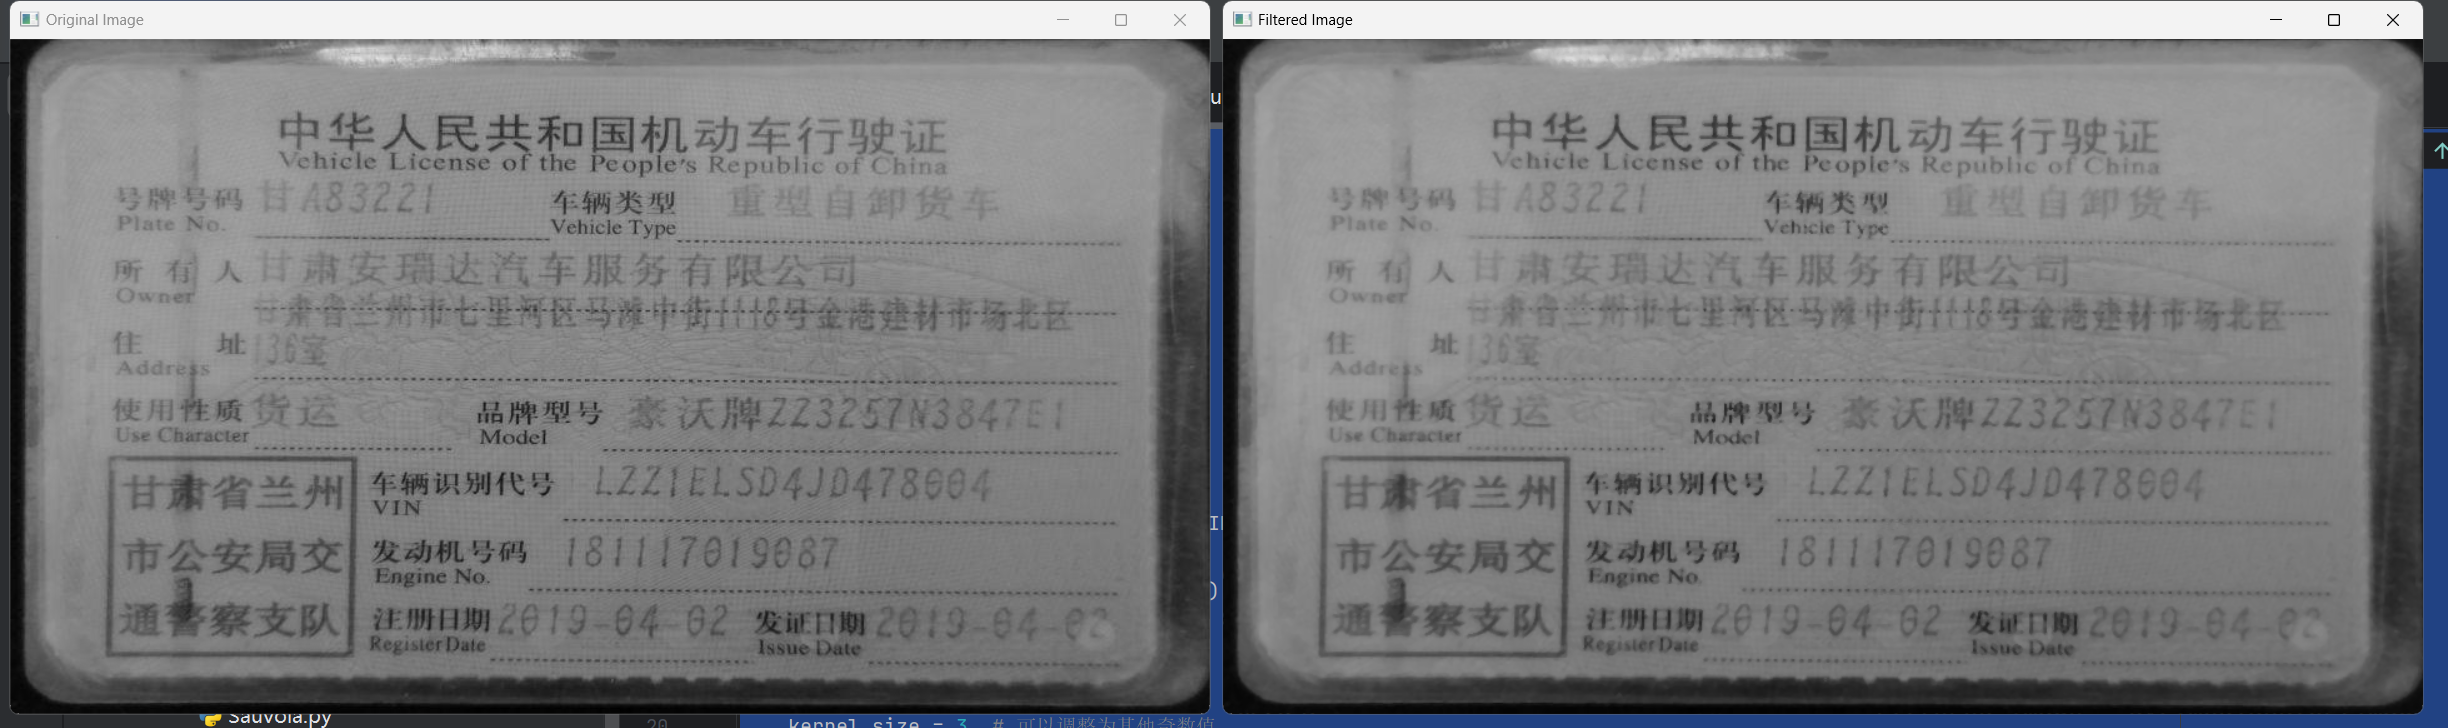 Original Image
中华人民共和国机动车行驶证
Vehicle License of the People's Republic of China
号牌号码 甘A83221 车辆类型 重型自卸货车
Plate No. Vehicle Type
所有人 甘肃安瑞达汽车服务有限公司
Owner
甘肃省兰州市七里河区马滩中街1118号金港建材市场北区
住址 136室
Address
使用性质 货运 品牌型号 豪沃牌ZZ3257N3847E1
Use Character Model
甘肃省兰州
市公安局交
通警察支队
车辆识别代号 LZZ1ELSD4JD478004
VIN
发动机号码 181117019087
Engine No.
注册日期 2019-04-02 发证日期 2019-04-02
Register Date Issue Date
Filtered Image
中华人民共和国机动车行驶证
Vehicle License of the People's Republic of China
号牌号码 甘A83221 车辆类型 重型自卸货车
Plate No. Vehicle Type
所有人 甘肃安瑞达汽车服务有限公司
Owner
甘肃省兰州市七里河区马滩中街1118号金港建材市场北区
住址 136室
Address
使用性质 货运 品牌型号 豪沃牌ZZ3257N3847E1
Use Character Model
甘肃省兰州
市公安局交
通警察支队
车辆识别代号 LZZ1ELSD4JD478004
VIN
发动机号码 181117019087
Engine No.
注册日期 2019-04-02 发证日期 2019-04-02
Register Date Issue Date
Sauvola.py
20 kernel_size = 3 # 可以调整为其他奇数值